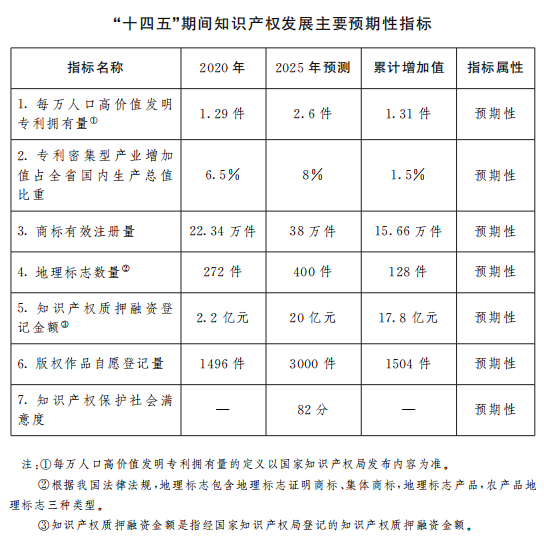 “十四五”期间知识产权发展主要预期性指标
指标名称 2020 年 2025 年预测 累计增加值 指标属性
1. 每万人口高价值发明
专利拥有量① 1.29 件 2.6 件 1.31 件 预期性
2. 专利密集型产业增加
值占全省国内生产总值
比重 6.5% 8% 1.5% 预期性
3. 商标有效注册量 22.34 万件 38 万件 15.66 万件 预期性
4. 地理标志数量② 272 件 400 件 128 件 预期性
5. 知识产权质押融资登
记金额③ 2.2 亿元 20 亿元 17.8 亿元 预期性
6. 版权作品自愿登记量 1496 件 3000 件 1504 件 预期性
7. 知识产权保护社会满
意度 — 82 分 — 预期性
注:①每万人口高价值发明专利拥有量的定义以国家知识产权局发布内容为准。
②根据我国法律法规,地理标志包含地理标志证明商标、集体商标,地理标志产品,农产品地
理标志三种类型。
③知识产权质押融资金额是指经国家知识产权局登记的知识产权质押融资金额。